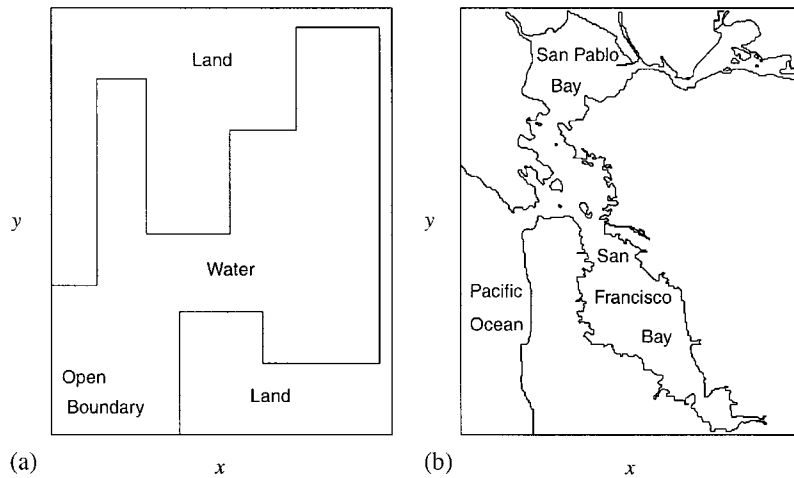 Land
y
Water
Open
Boundary
Land
(a)
x
San Pablo
Bay
y
San
Pacific
Francisco
Ocean
Bay
(b)
x